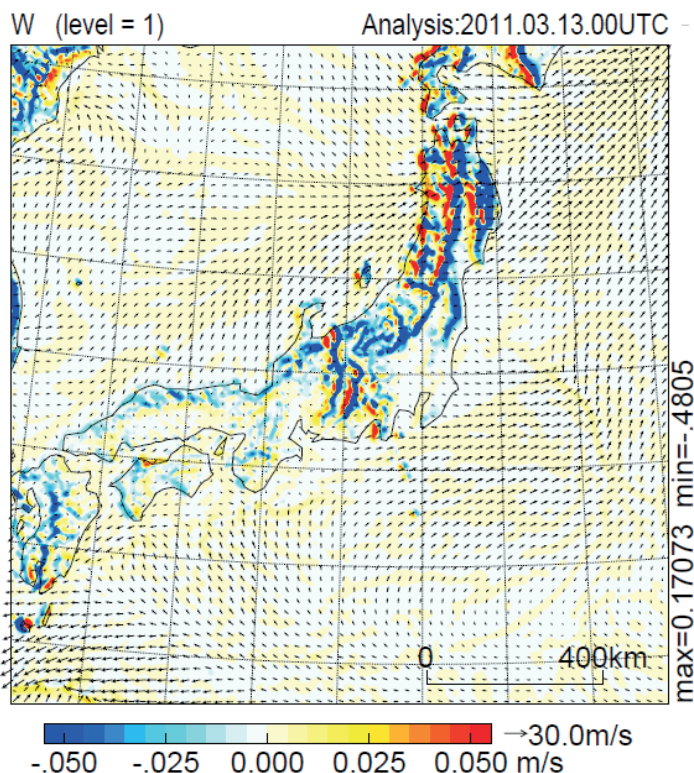 W (level = 1) Analysis:2011.03.13.00UTC
max=0.17073 min=-.4805
0 400km
→30.0m/s
-.050 -.025 0.000 0.025 0.050 m/s